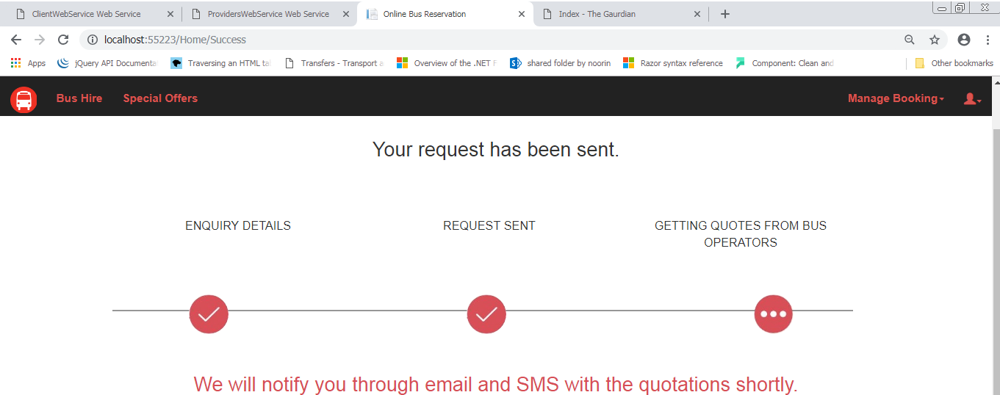 ClientWebService Web Service
ProvidersWebService Web Service
Online Bus Reservation
Index - The Gaurdian
localhost:55223/Home/Success
Apps
jQuery API Documenta
Traversing an HTML ta
Transfers - Transport a
Overview of the .NET F
shared folder by noorin
Razor syntax reference
Component: Clean and
Other bookmarks
Bus Hire
Special Offers
Manage Booking
Your request has been sent.
ENQUIRY DETAILS
REQUEST SENT
GETTING QUOTES FROM BUS
OPERATORS
We will notify you through email and SMS with the quotations shortly.